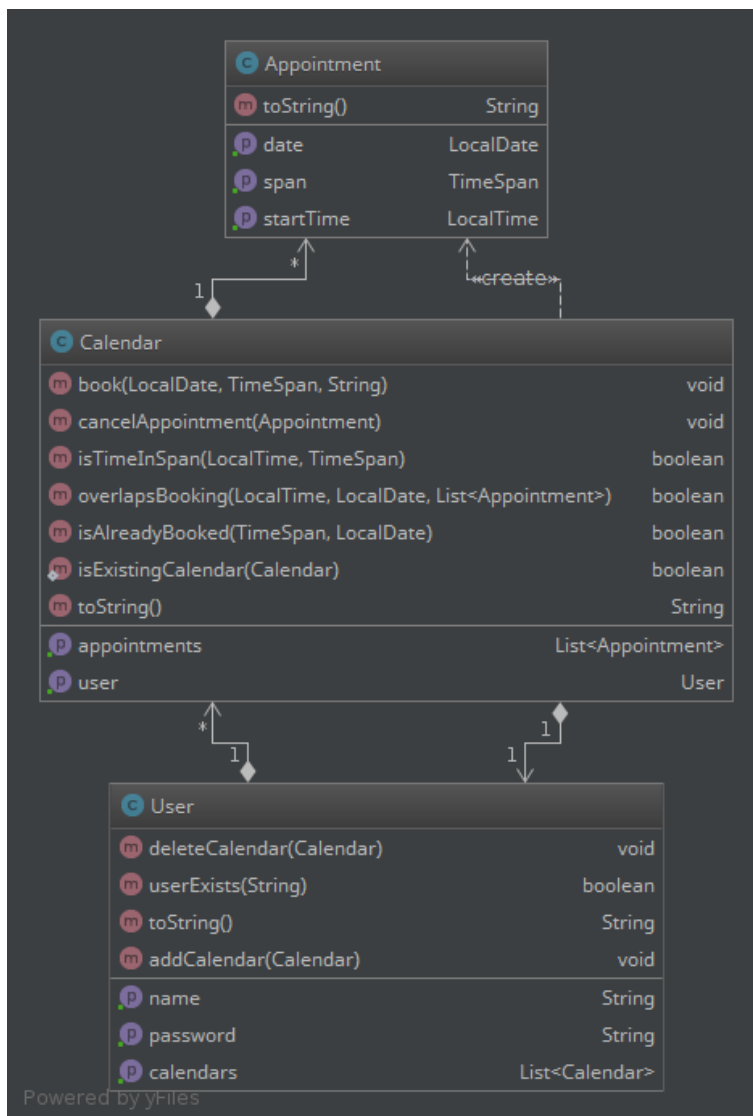 Appointment
toString() String
date LocalDate
span TimeSpan
startTime LocalTime
*
«create»
1
Calendar
book(LocalDate, TimeSpan, String) void
cancelAppointment(Appointment) void
isTimeInSpan(LocalTime, TimeSpan) boolean
overlapsBooking(LocalTime, LocalDate, List<Appointment>) boolean
isAlreadyBooked(TimeSpan, LocalDate) boolean
isExistingCalendar(Calendar) boolean
toString() String
appointments List<Appointment>
user User
* 1
1 1
User
deleteCalendar(Calendar) void
userExists(String) boolean
toString() String
addCalendar(Calendar) void
name String
password String
calendars List<Calendar>
Powered by yFiles